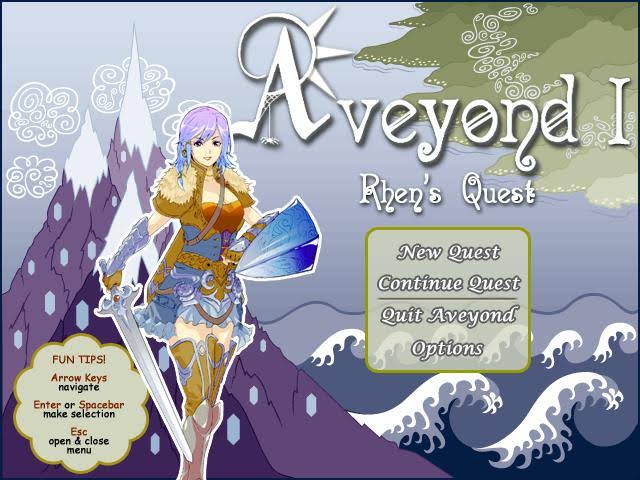 Aveyond I
Rhen's Quest
New Quest
Continue Quest
Quit Aveyond
Options
FUN TIPS!
Arrow Keys
navigate
Enter or Spacebar
make selection
Esc
open & close
menu